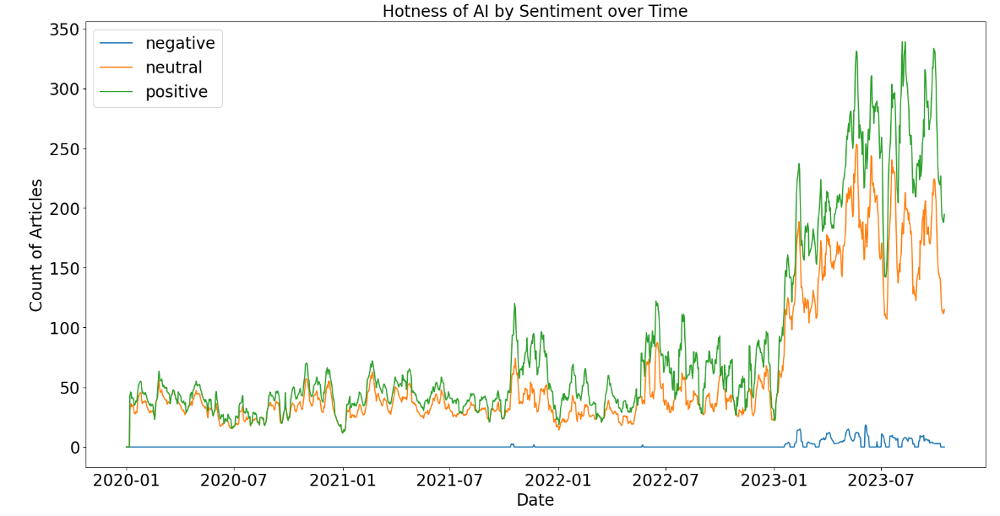 Hotness of AI by Sentiment over Time
350
300
250
200
150
100
50
0
Count of Articles
negative
neutral
positive
2020-01 2020-07 2021-01 2021-07 2022-01 2022-07 2023-01 2023-07
Date